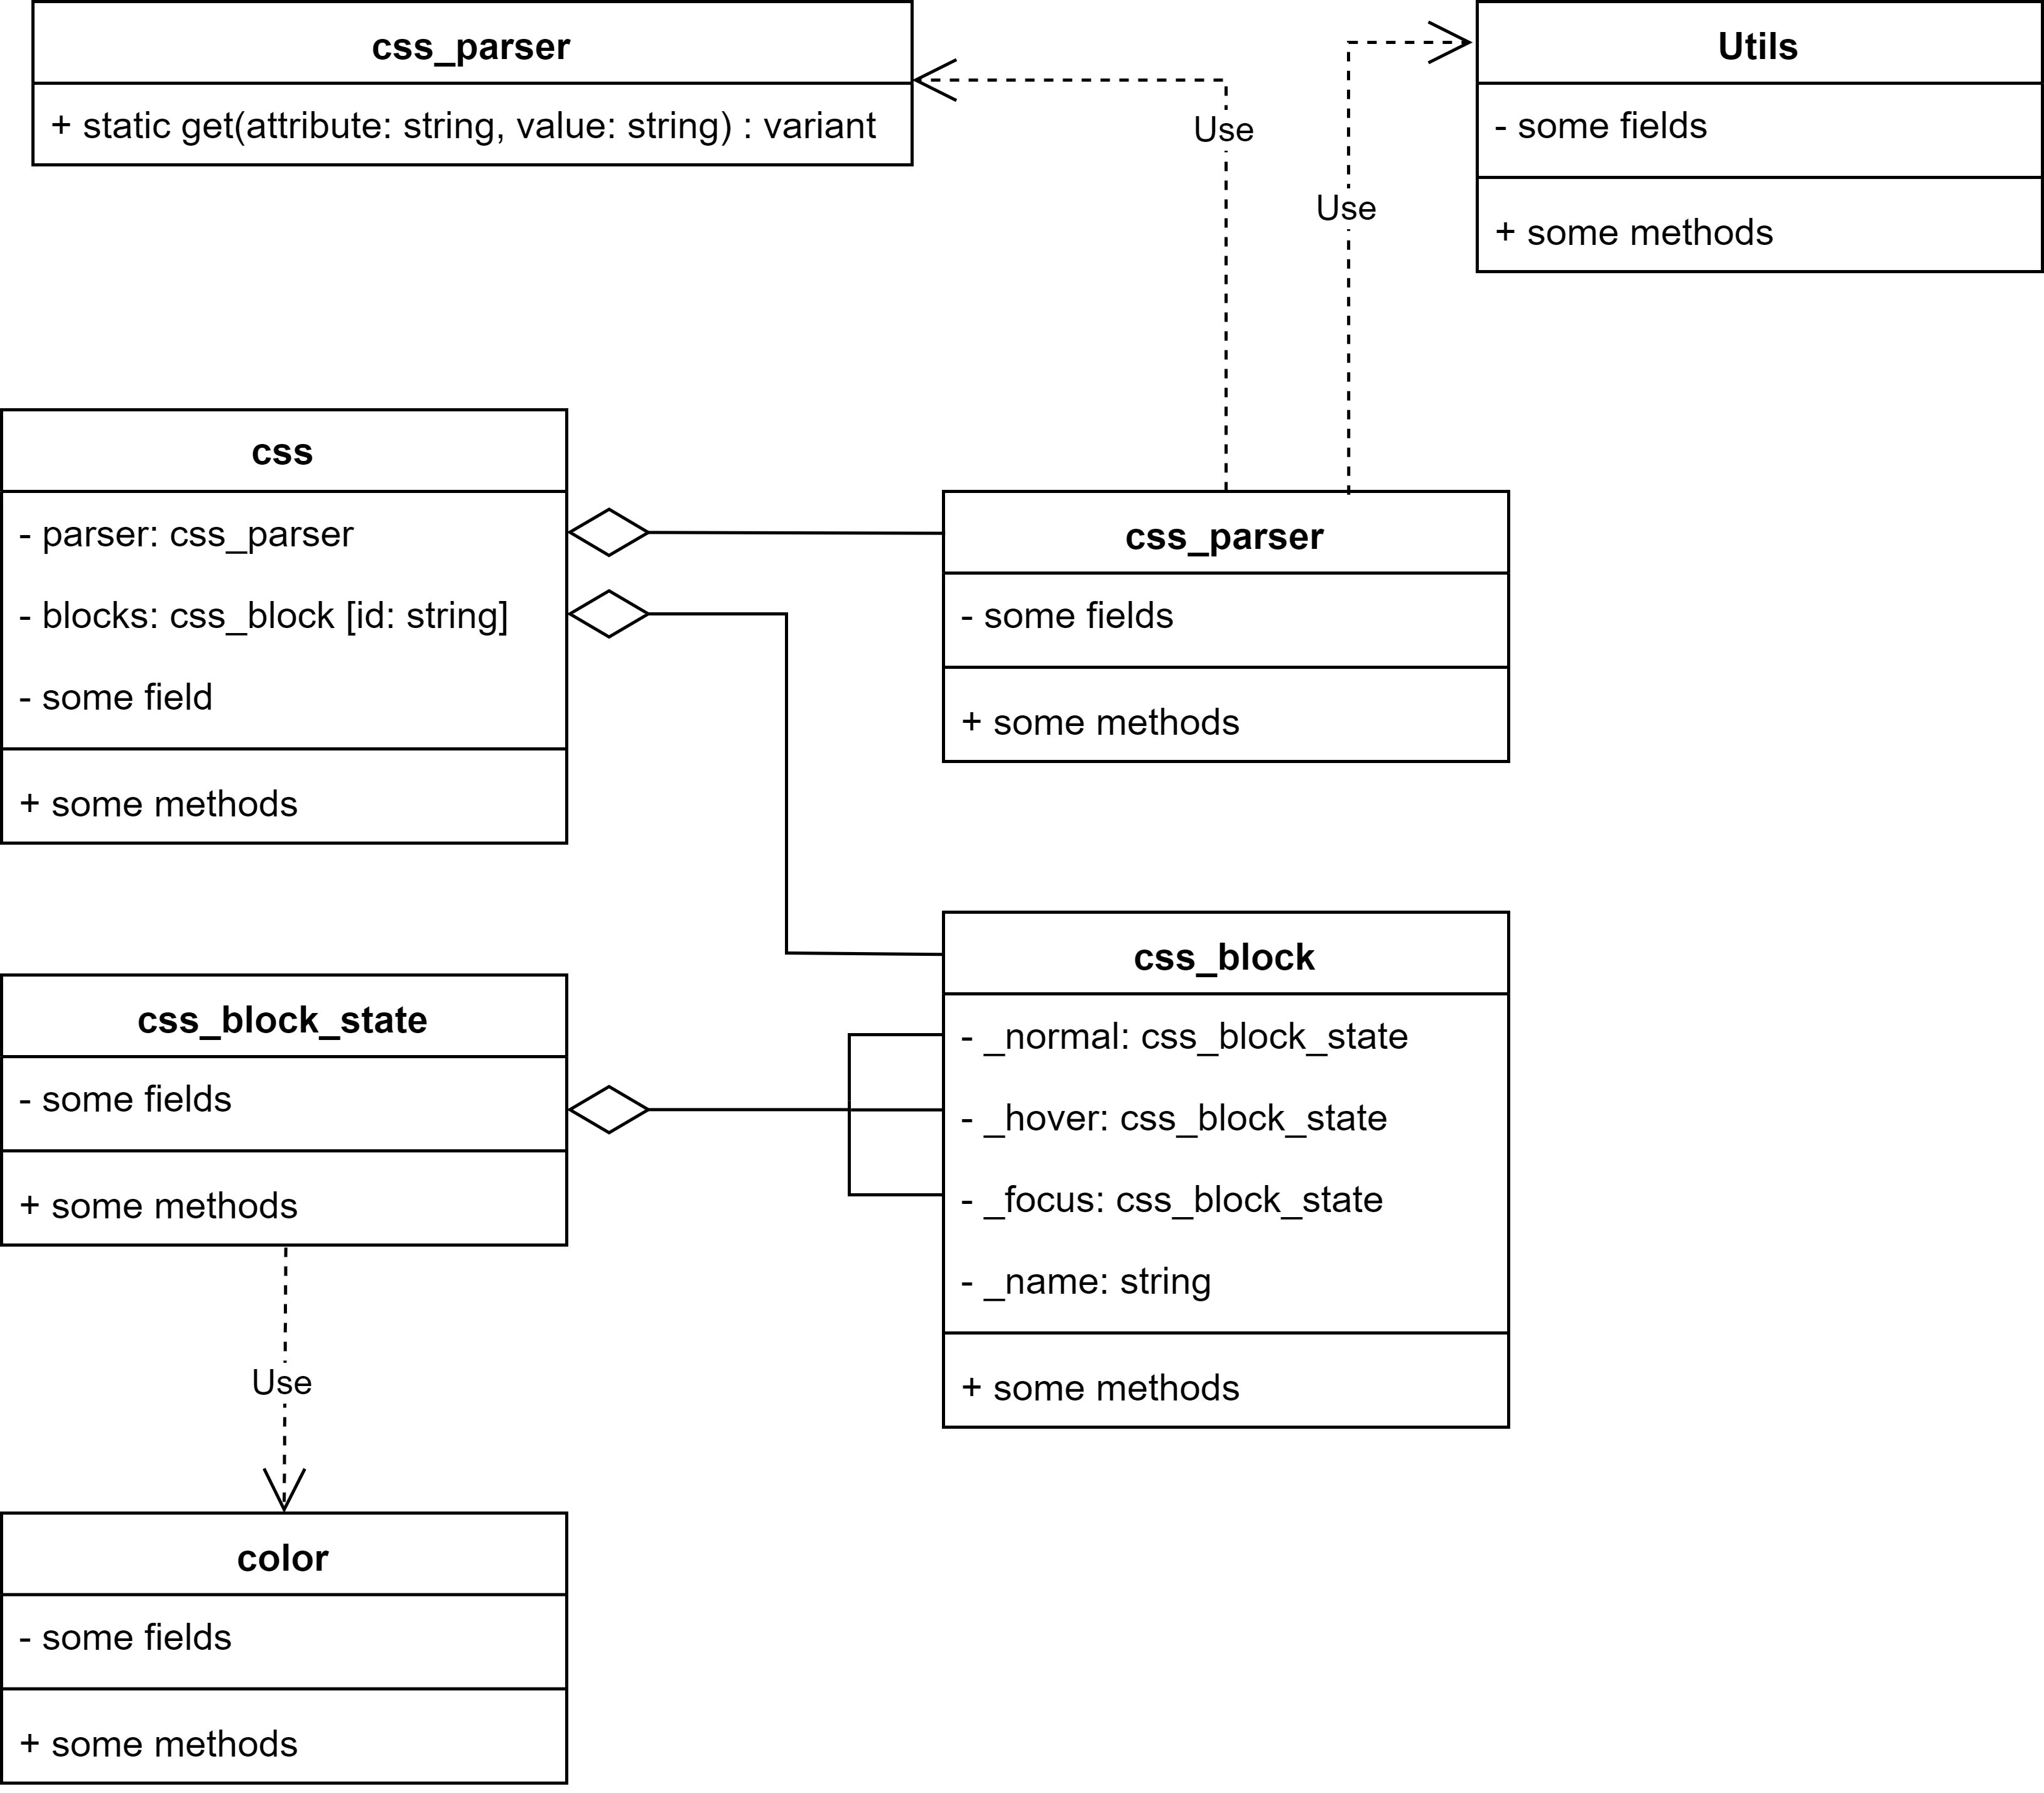 css_parser
+ static get(attribute: string, value: string) : variant
Use
Use
Utils
- some fields
+ some methods
css
- parser: css_parser
- blocks: css_block [id: string]
- some field
+ some methods
css_parser
- some fields
+ some methods
css_block_state
- some fields
+ some methods
css_block
- _normal: css_block_state
- _hover: css_block_state
- _focus: css_block_state
- _name: string
+ some methods
Use
color
- some fields
+ some methods